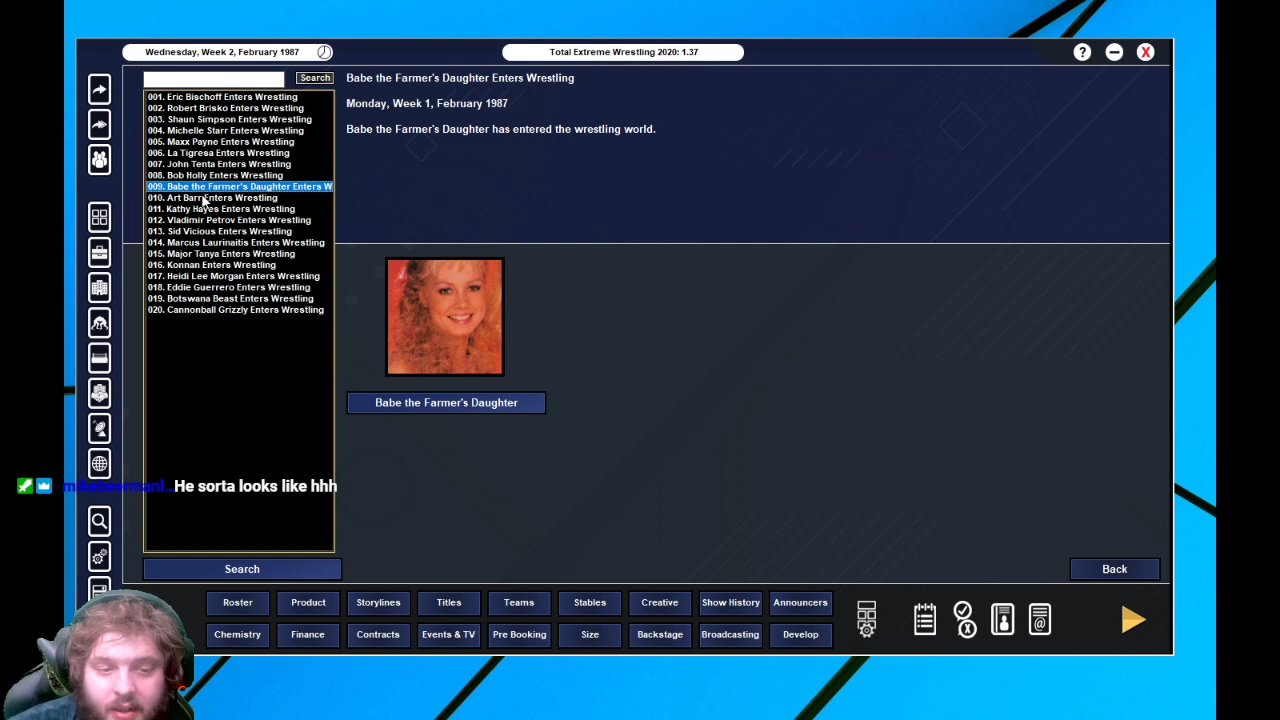 Wednesday, Week 2, February 1987
Total Extreme Wrestling 2020: 1.37
?
X
Search
001. Eric Bischoff Enters Wrestling
002. Robert Brisko Enters Wrestling
003. Shaun Simpson Enters Wrestling
004. Michelle Starr Enters Wrestling
005. Maxx Payne Enters Wrestling
006. La Tigresa Enters Wrestling
007. John Tenta Enters Wrestling
008. Bob Holly Enters Wrestling
009. Babe the Farmer's Daughter Enters W
010. Art Barr Enters Wrestling
011. Kathy Hayes Enters Wrestling
012. Vladimir Petrov Enters Wrestling
013. Sid Vicious Enters Wrestling
014. Marcus Laurinaitis Enters Wrestling
015. Major Tanya Enters Wrestling
016. Konnan Enters Wrestling
017. Heidi Lee Morgan Enters Wrestling
018. Eddie Guerrero Enters Wrestling
019. Botswana Beast Enters Wrestling
020. Cannonball Grizzly Enters Wrestling
Babe the Farmer's Daughter Enters Wrestling
Monday, Week 1, February 1987
Babe the Farmer's Daughter has entered the wrestling world.
Babe the Farmer's Daughter
mikebeermanl... He sorta looks like hhh
Search
Back
Roster Product Storylines Titles Teams Stables Creative Show History Announcers
Chemistry Finance Contracts Events & TV Pre Booking Size Backstage Broadcasting Develop